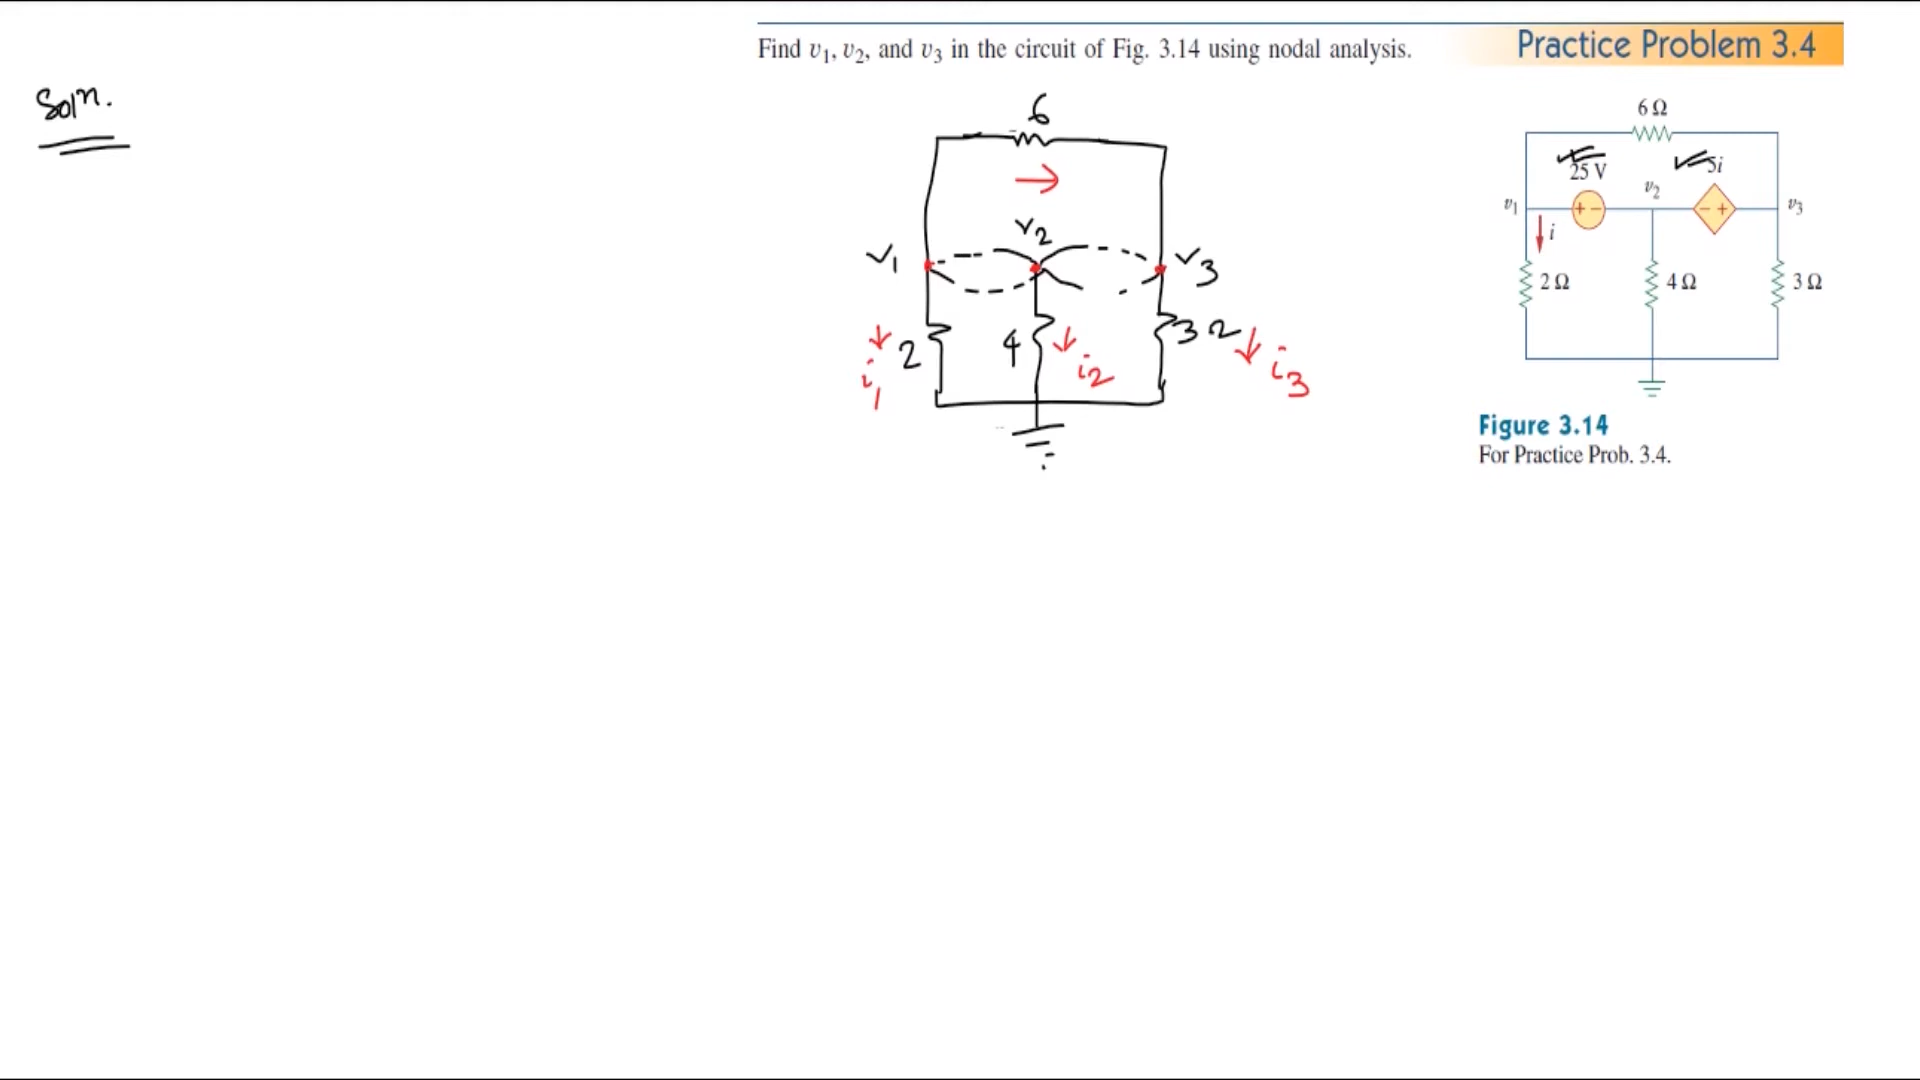 Find v1, v2, and v3 in the circuit of Fig. 3.14 using nodal analysis.
Practice Problem 3.4
Soln.
6
V1
V2
V3
2
4
3Ω
i1
i2
i3
6 Ω
25 V
5i
v1
v2
v3
i
2 Ω
4 Ω
3 Ω
Figure 3.14
For Practice Prob. 3.4.